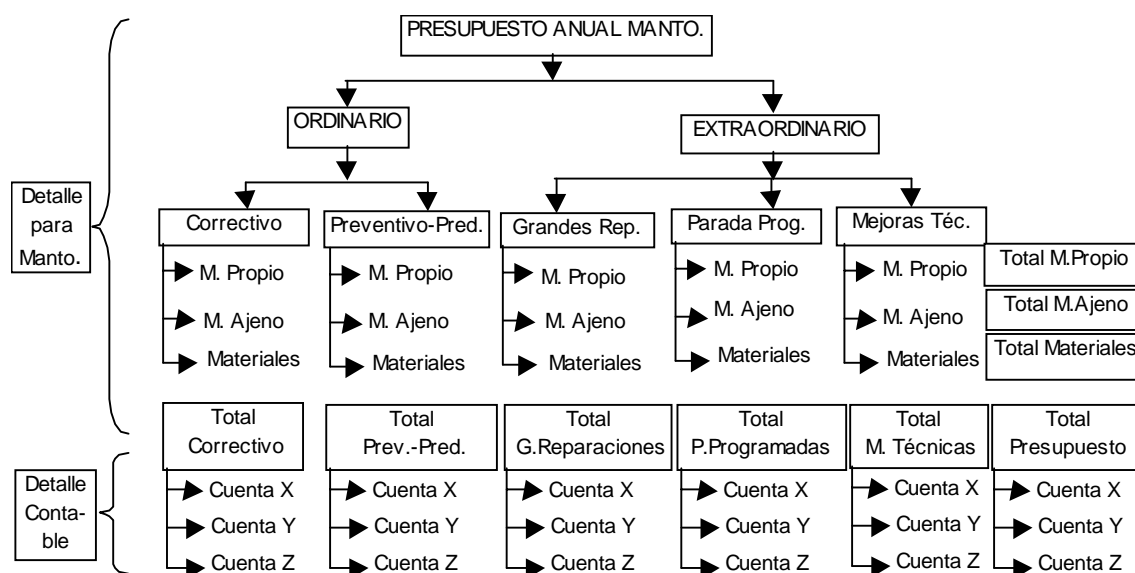 PRESUPUESTO ANUAL MANTO.
ORDINARIO
EXTRAORDINARIO
Detalle
para
Manto.
Correctivo
Preventivo-Pred.
Grandes Rep.
Parada Prog.
Mejoras Téc.
M. Propio
M. Propio
M. Propio
M. Propio
M. Propio
Total M.Propio
M. Ajeno
M. Ajeno
M. Ajeno
M. Ajeno
M. Ajeno
Total M.Ajeno
Materiales
Materiales
Materiales
Materiales
Materiales
Total Materiales
Total
Correctivo
Total
Prev.-Pred.
Total
G.Reparaciones
Total
P.Programadas
Total
M. Técnicas
Total
Presupuesto
Detalle
Conta-
ble
Cuenta X
Cuenta X
Cuenta X
Cuenta X
Cuenta X
Cuenta X
Cuenta Y
Cuenta Y
Cuenta Y
Cuenta Y
Cuenta Y
Cuenta Y
Cuenta Z
Cuenta Z
Cuenta Z
Cuenta Z
Cuenta Z
Cuenta Z